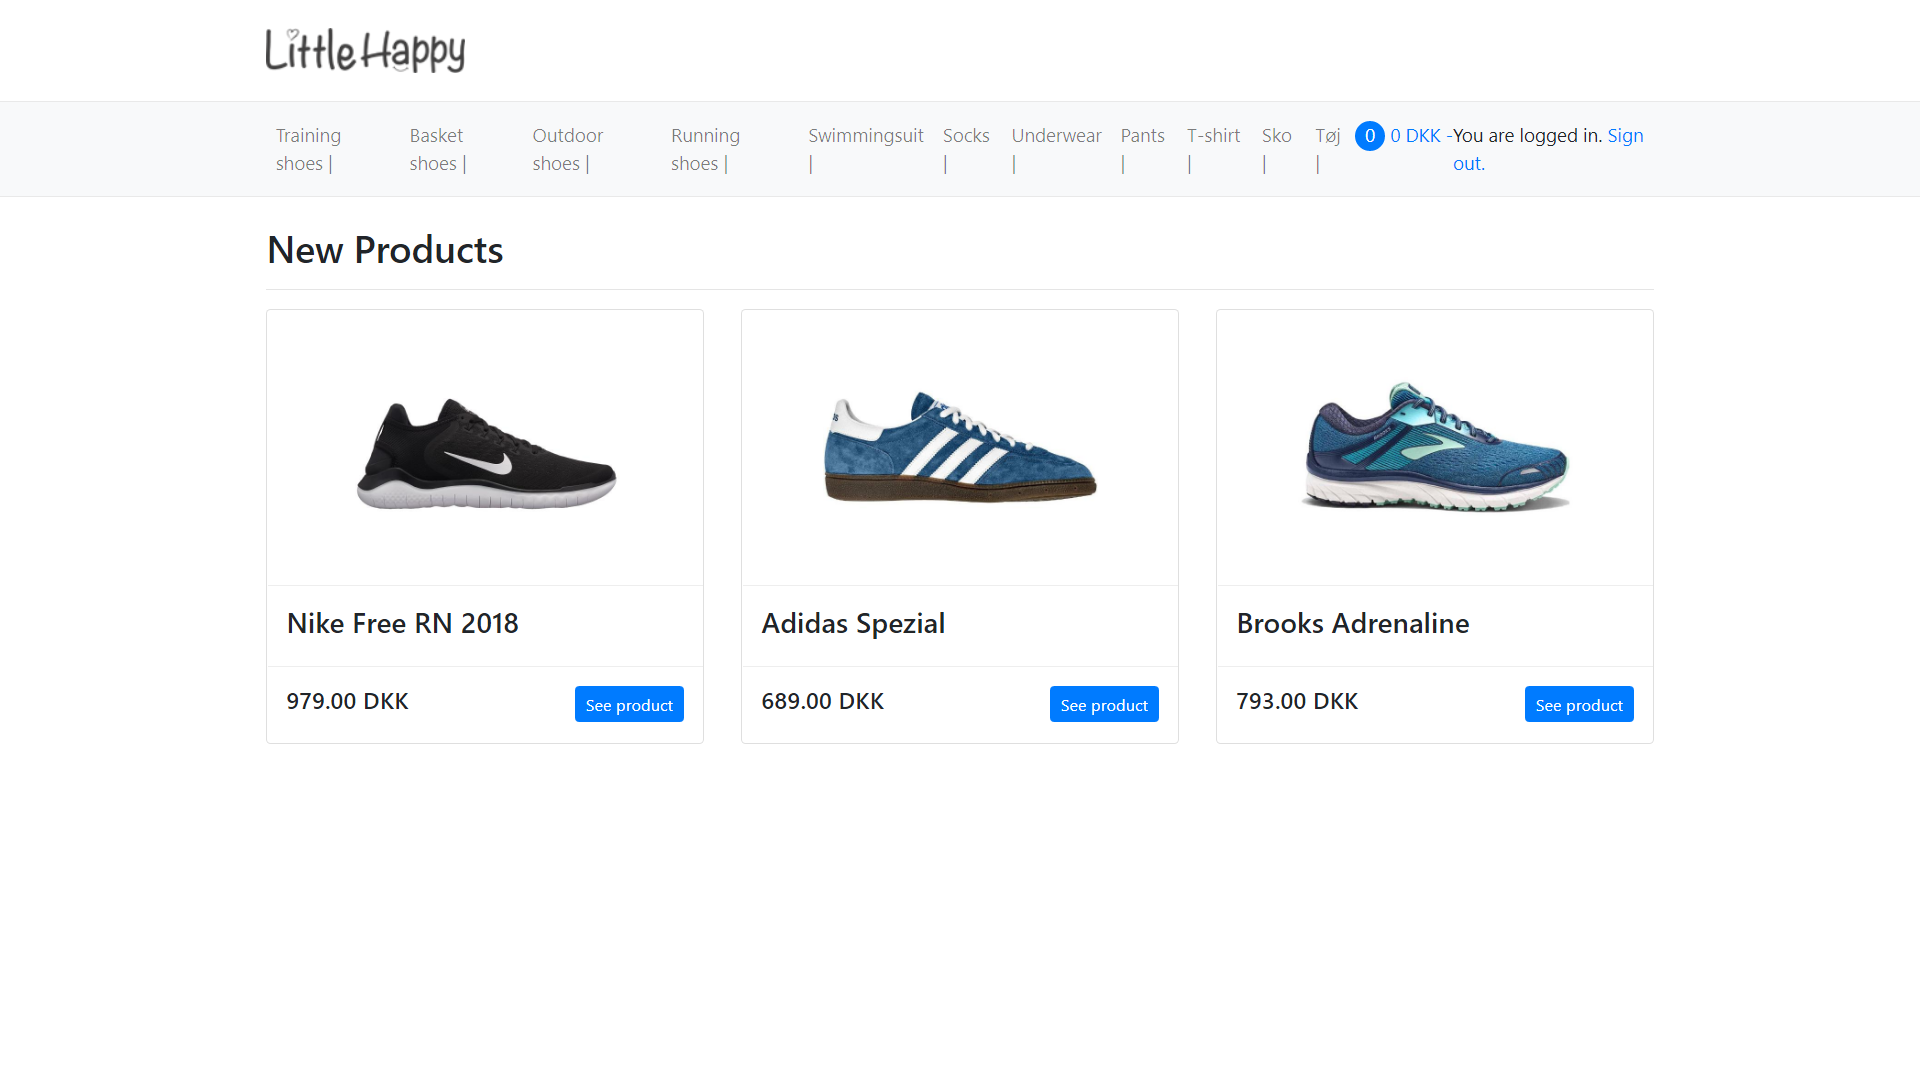 Little Happy
Training shoes | Basket shoes | Outdoor shoes | Running shoes | Swimmingsuit | Socks | Underwear | Pants | T-shirt | Sko | Tøj | 0 0 DKK -You are logged in. Sign out.
New Products
Nike Free RN 2018
979.00 DKK See product
Adidas Spezial
689.00 DKK See product
Brooks Adrenaline
793.00 DKK See product